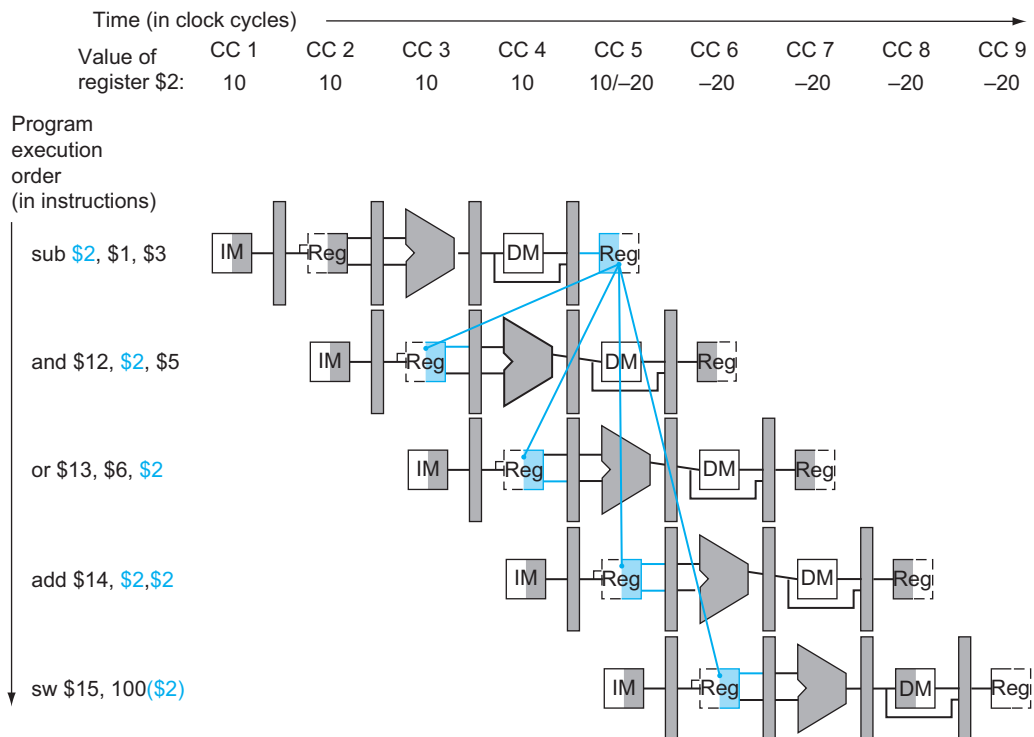 Time (in clock cycles)
Value of register $2:
CC 1 CC 2 CC 3 CC 4 CC 5 CC 6 CC 7 CC 8 CC 9
10 10 10 10 10/–20 –20 –20 –20 –20
Program
execution
order
(in instructions)
sub $2, $1, $3
IM Reg DM Reg
and $12, $2, $5
IM Reg DM Reg
or $13, $6, $2
IM Reg DM Reg
add $14, $2,$2
IM Reg DM Reg
sw $15, 100($2)
IM Reg DM Reg